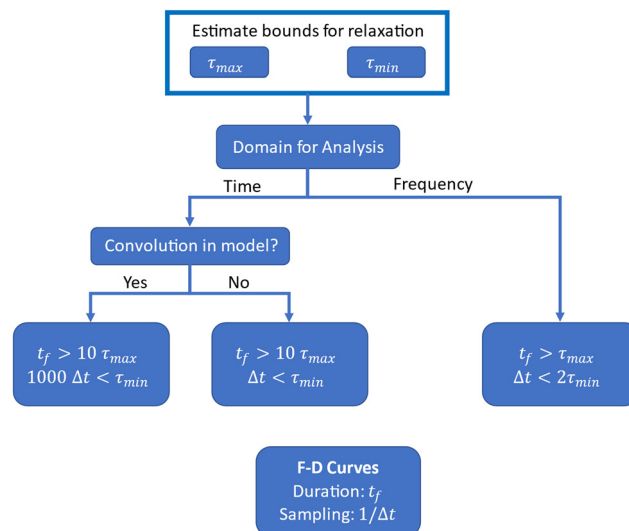 Estimate bounds for relaxation
τ_max τ_min
Domain for Analysis
Time Frequency
Convolution in model?
Yes No
t_f > 10 τ_max
1000 Δt < τ_min
t_f > 10 τ_max
Δt < τ_min
t_f > τ_max
Δt < 2τ_min
F-D Curves
Duration: t_f
Sampling: 1/Δt